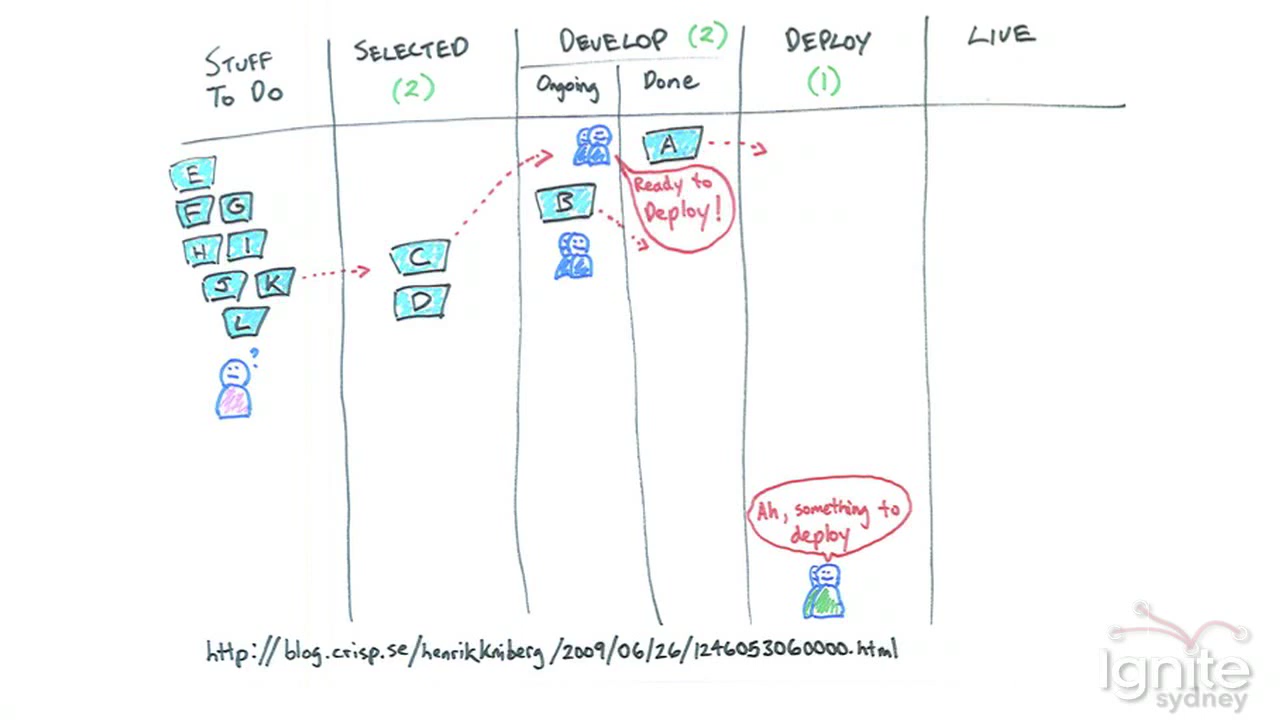 STUFF
TO DO
SELECTED
(2)
DEVELOP (2)
Ongoing
Done
DEPLOY
(1)
LIVE
E
F G
H I
J K
L
?
C
D
B
A
Ready to
Deploy!
Ah, something to
deploy
http://blog.crisp.se/henrikkniberg/2009/06/26/1246053060000.html
Ignite
sydney